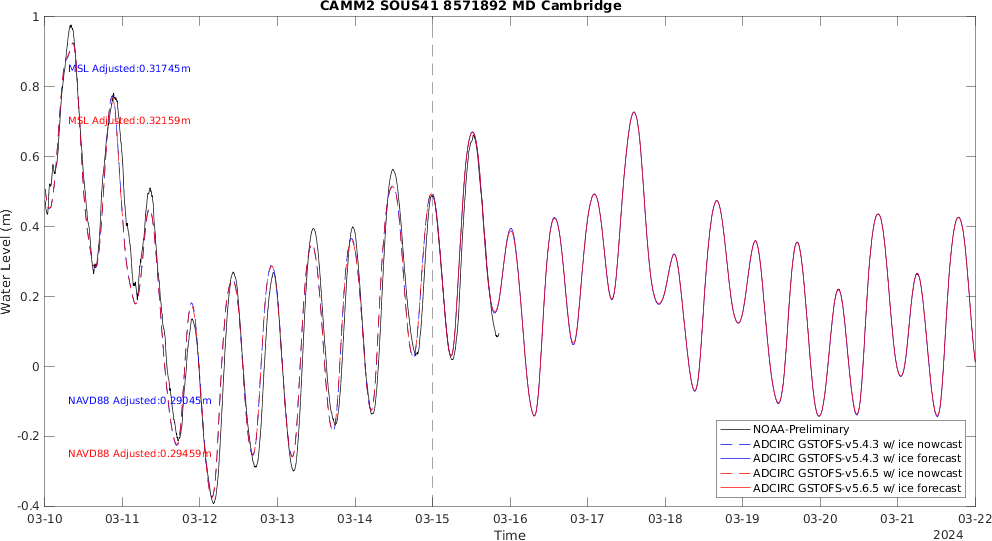 CAMM2 SOUS41 8571892 MD Cambridge
1
0.8
0.6
0.4
0.2
0
-0.2
-0.4
Water Level (m)
MSL Adjusted:0.31745m
MSL Adjusted:0.32159m
NAVD88 Adjusted:0.29045m
NAVD88 Adjusted:0.29459m
NOAA-Preliminary
ADCIRC GSTOFS-v5.4.3 w/ ice nowcast
ADCIRC GSTOFS-v5.4.3 w/ ice forecast
ADCIRC GSTOFS-v5.6.5 w/ ice nowcast
ADCIRC GSTOFS-v5.6.5 w/ ice forecast
03-10 03-11 03-12 03-13 03-14 03-15 03-16 03-17 03-18 03-19 03-20 03-21 03-22
Time
2024